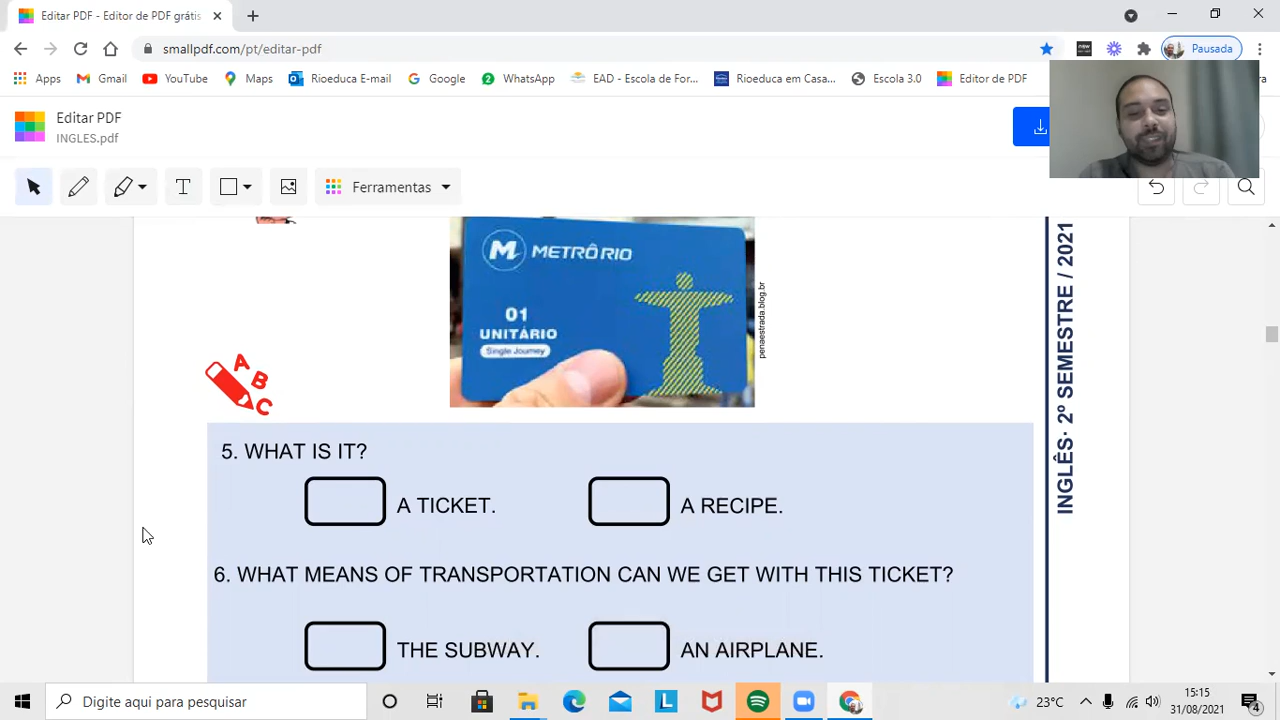 Editar PDF - Editor de PDF grátis
smallpdf.com/pt/editar-pdf
Pausada
Apps
Gmail
YouTube
Maps
Rioeduca E-mail
Google
2
WhatsApp
EAD - Escola de For...
Rioeduca em Casa...
Escola 3.0
Editor de PDF
Editar PDF
INGLES.pdf
Ferramentas
M METRÔRIO
01
UNITÁRIO
Single Journey
penaestrada.blog.br
INGLÊS· 2º SEMESTRE / 2021
A
B
C
5. WHAT IS IT?
A TICKET.
A RECIPE.
6. WHAT MEANS OF TRANSPORTATION CAN WE GET WITH THIS TICKET?
THE SUBWAY.
AN AIRPLANE.
Digite aqui para pesquisar
L
23°C
15:15
31/08/2021
4